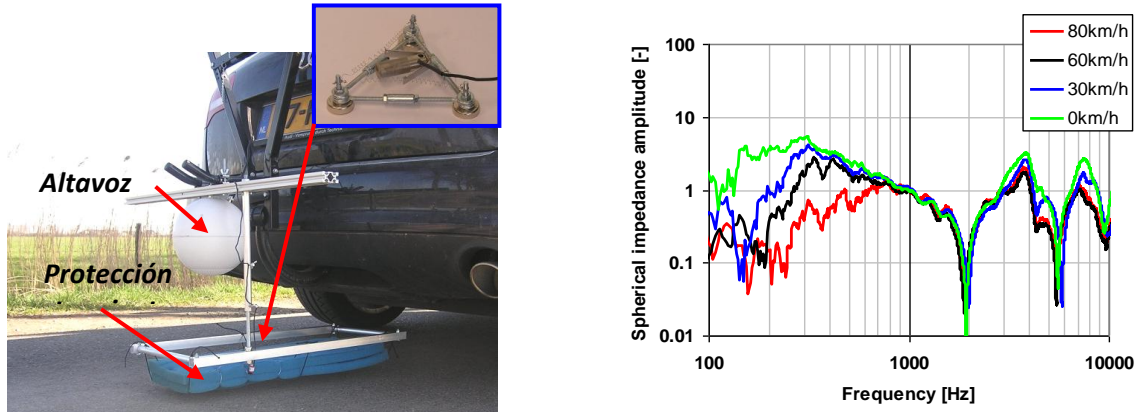 Altavoz
Protección
80km/h
60km/h
30km/h
0km/h
Spherical impedance amplitude [-]
100
10
1
0.1
0.01
100
1000
10000
Frequency [Hz]